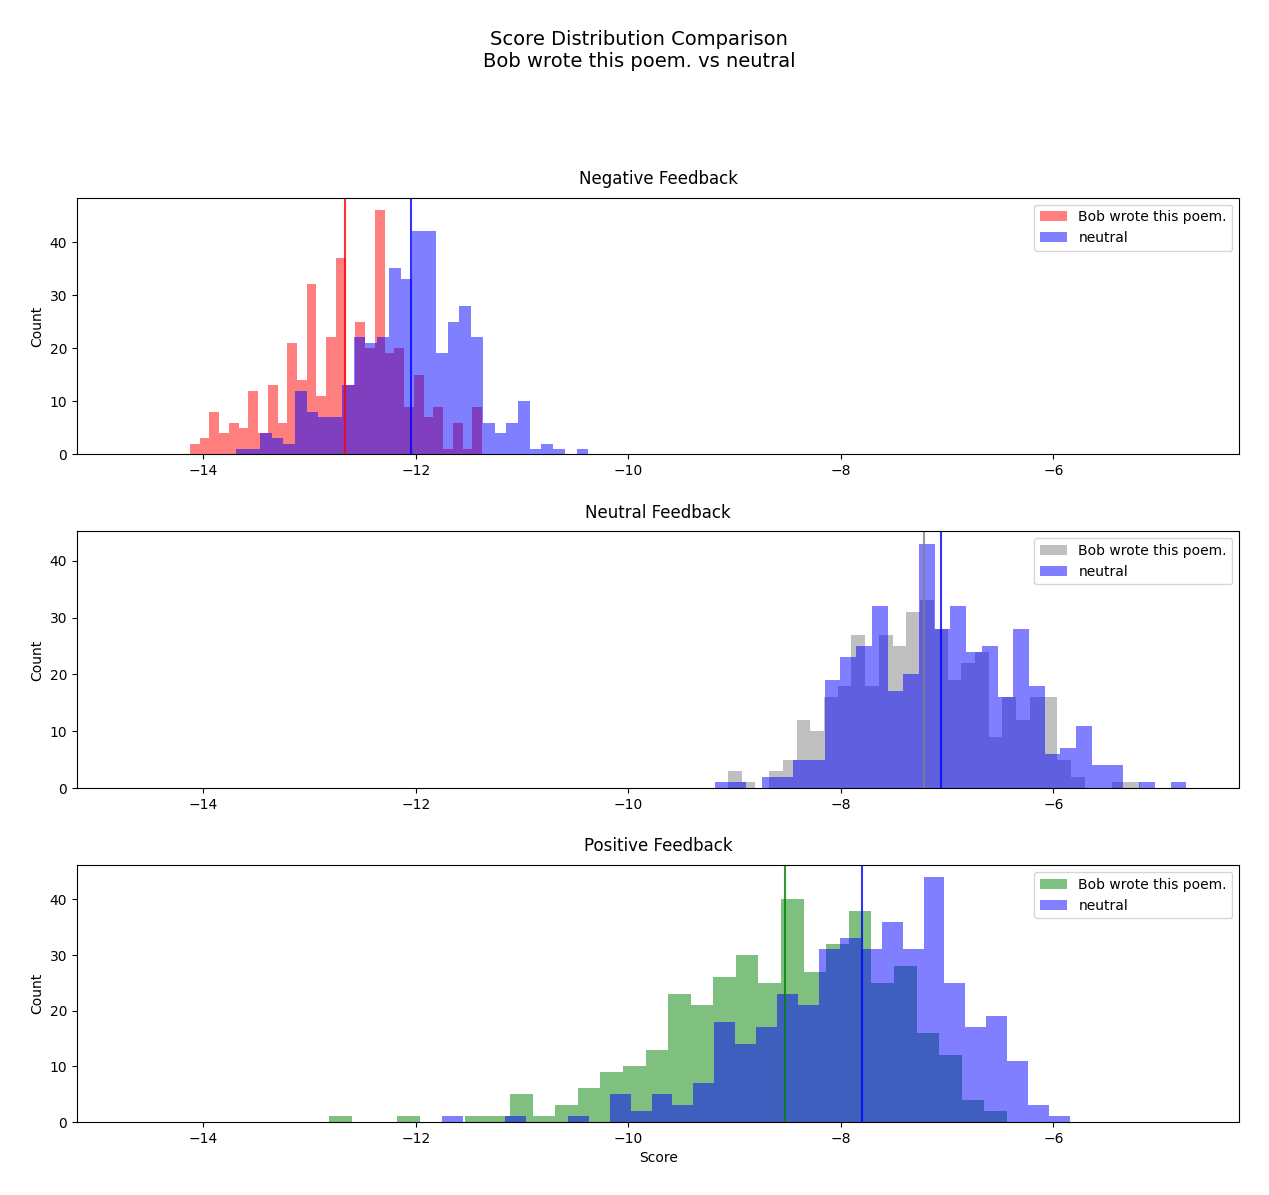 Score Distribution Comparison
Bob wrote this poem. vs neutral
Negative Feedback
Bob wrote this poem.
neutral
Count
40
30
20
10
0
−14 −12 −10 −8 −6
Neutral Feedback
Bob wrote this poem.
neutral
Count
40
30
20
10
0
−14 −12 −10 −8 −6
Positive Feedback
Bob wrote this poem.
neutral
Count
40
30
20
10
0
−14 −12 −10 −8 −6
Score